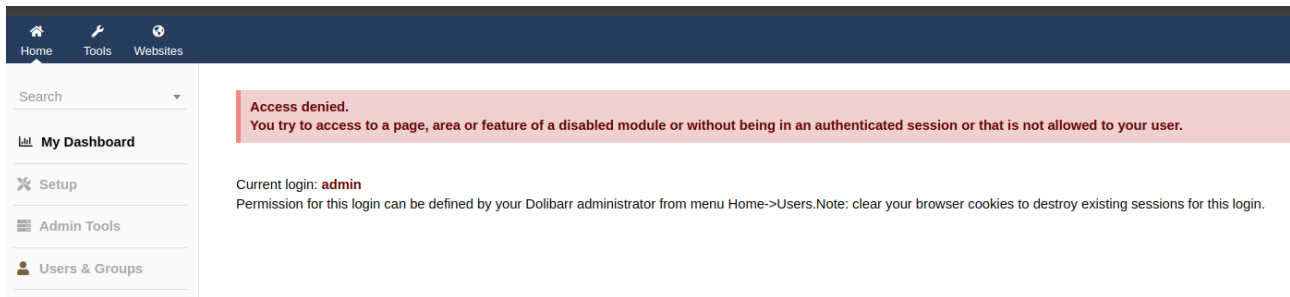 Home Tools Websites
Search
My Dashboard
Setup
Admin Tools
Users & Groups
Access denied.
You try to access to a page, area or feature of a disabled module or without being in an authenticated session or that is not allowed to your user.
Current login: admin
Permission for this login can be defined by your Dolibarr administrator from menu Home->Users.Note: clear your browser cookies to destroy existing sessions for this login.